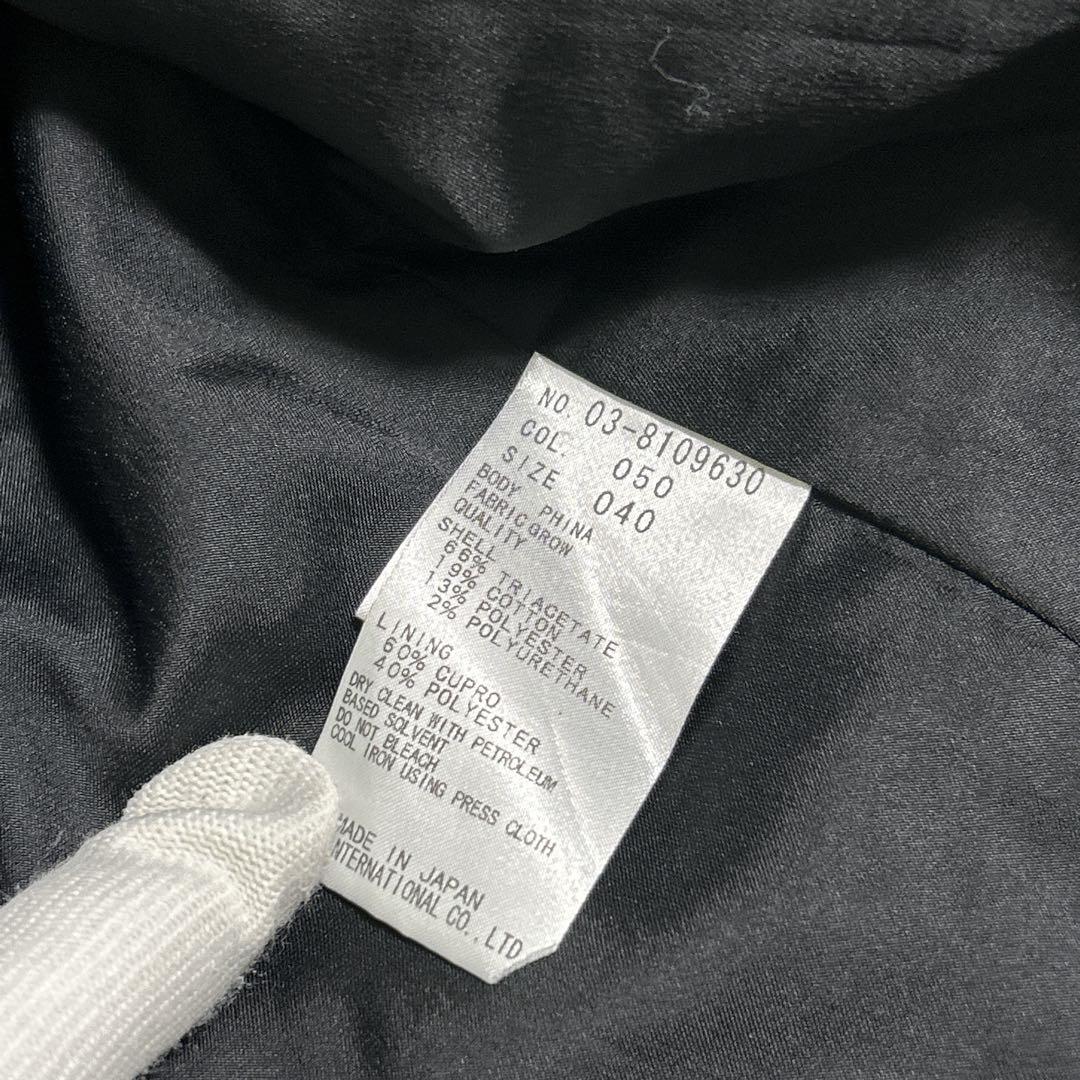 NO. 03-8109630
COL. 050
SIZE 040
BODY PHINA
FABRIC GROW
QUALITY
SHELL
66% TRIACETATE
19% COTTON
13% POLYESTER
2% POLYURETHANE
LINING
60% CUPRO
40% POLYESTER
DRY CLEAN WITH PETROLEUM
BASED SOLVENT
DO NOT BLEACH
COOL IRON USING PRESS CLOTH
MADE IN JAPAN
INTERNATIONAL CO., LTD